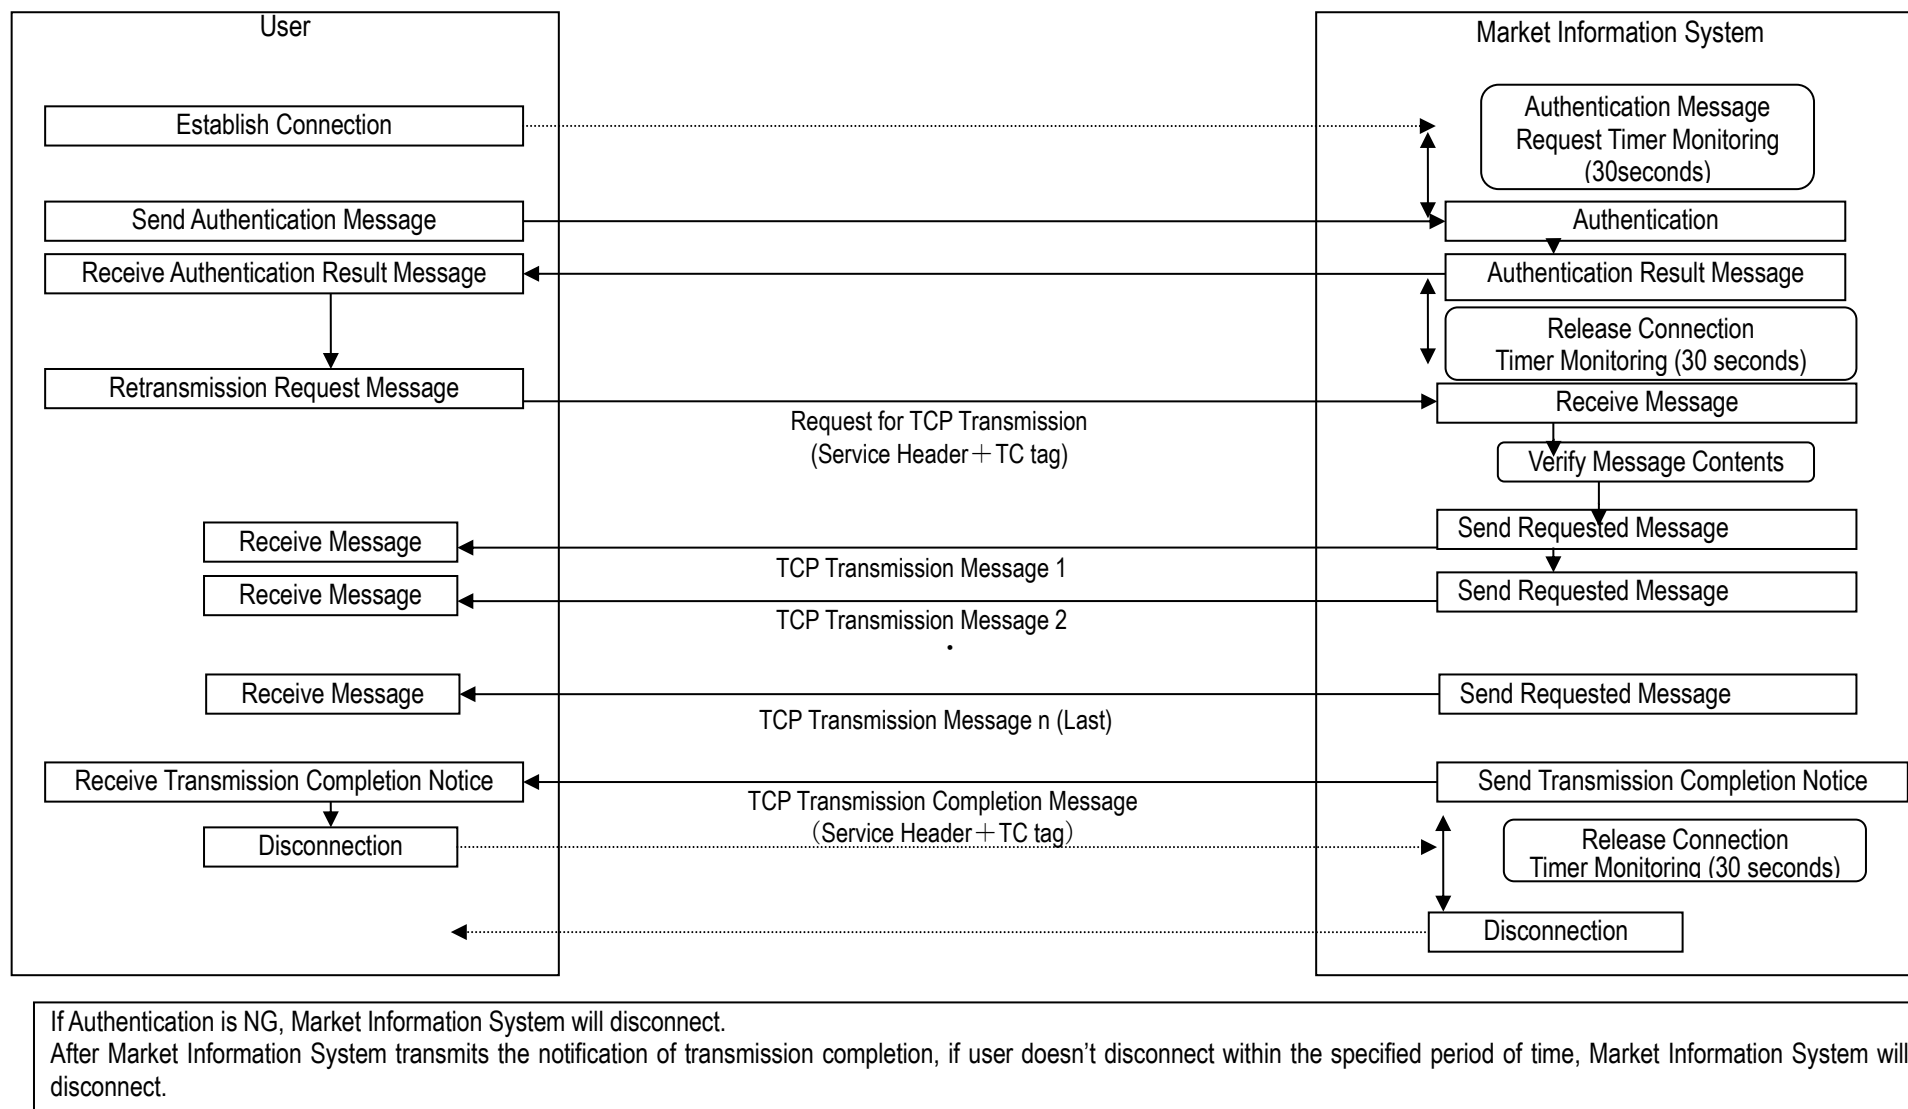 User
Market Information System
Establish Connection
Authentication Message
Request Timer Monitoring
(30seconds)
Send Authentication Message
Authentication
Receive Authentication Result Message
Authentication Result Message
Release Connection
Timer Monitoring (30 seconds)
Retransmission Request Message
Receive Message
Request for TCP Transmission
(Service Header＋TC tag)
Verify Message Contents
Send Requested Message
Receive Message
TCP Transmission Message 1
Send Requested Message
Receive Message
TCP Transmission Message 2
・
Receive Message
Send Requested Message
TCP Transmission Message n (Last)
Receive Transmission Completion Notice
Send Transmission Completion Notice
TCP Transmission Completion Message
（Service Header＋TC tag）
Disconnection
Release Connection
Timer Monitoring (30 seconds)
Disconnection
If Authentication is NG, Market Information System will disconnect.
After Market Information System transmits the notification of transmission completion, if user doesn’t disconnect within the specified period of time, Market Information System will
disconnect.